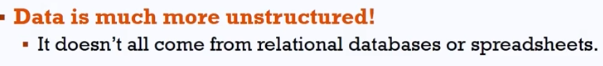 Data is much more unstructured!
It doesn't all come from relational databases or spreadsheets.